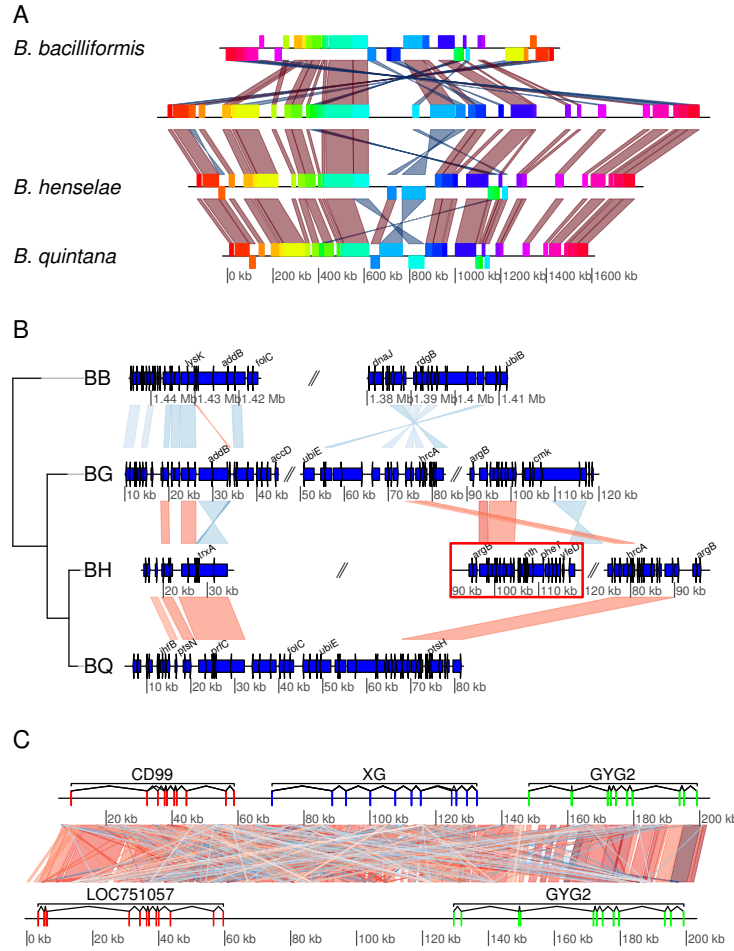 A
B. bacilliformis
B. henselae
B. quintana
0 kb 200 kb 400 kb 600 kb 800 kb 1000 kb 1200 kb 1400 kb 1600 kb
B
BB
lysK addB folC // dnaJ rdgB ubiB
1.44 Mb 1.43 Mb 1.42 Mb 1.38 Mb 1.39 Mb 1.4 Mb 1.41 Mb
BG
addB accD // ubiE hrcA // argB cmk
10 kb 20 kb 30 kb 40 kb 50 kb 60 kb 70 kb 80 kb 90 kb 100 kb 110 kb 120 kb
BH
trxA // argB nth pheT yfeD // hrcA argB
20 kb 30 kb 90 kb 100 kb 110 kb 120 kb 80 kb 90 kb
BQ
ihfB ptsN prfC folC ubiE ptsH
10 kb 20 kb 30 kb 40 kb 50 kb 60 kb 70 kb 80 kb
C
CD99 XG GYG2
20 kb 40 kb 60 kb 80 kb 100 kb 120 kb 140 kb 160 kb 180 kb 200 kb
LOC751057 GYG2
0 kb 20 kb 40 kb 60 kb 80 kb 100 kb 120 kb 140 kb 160 kb 180 kb 200 kb